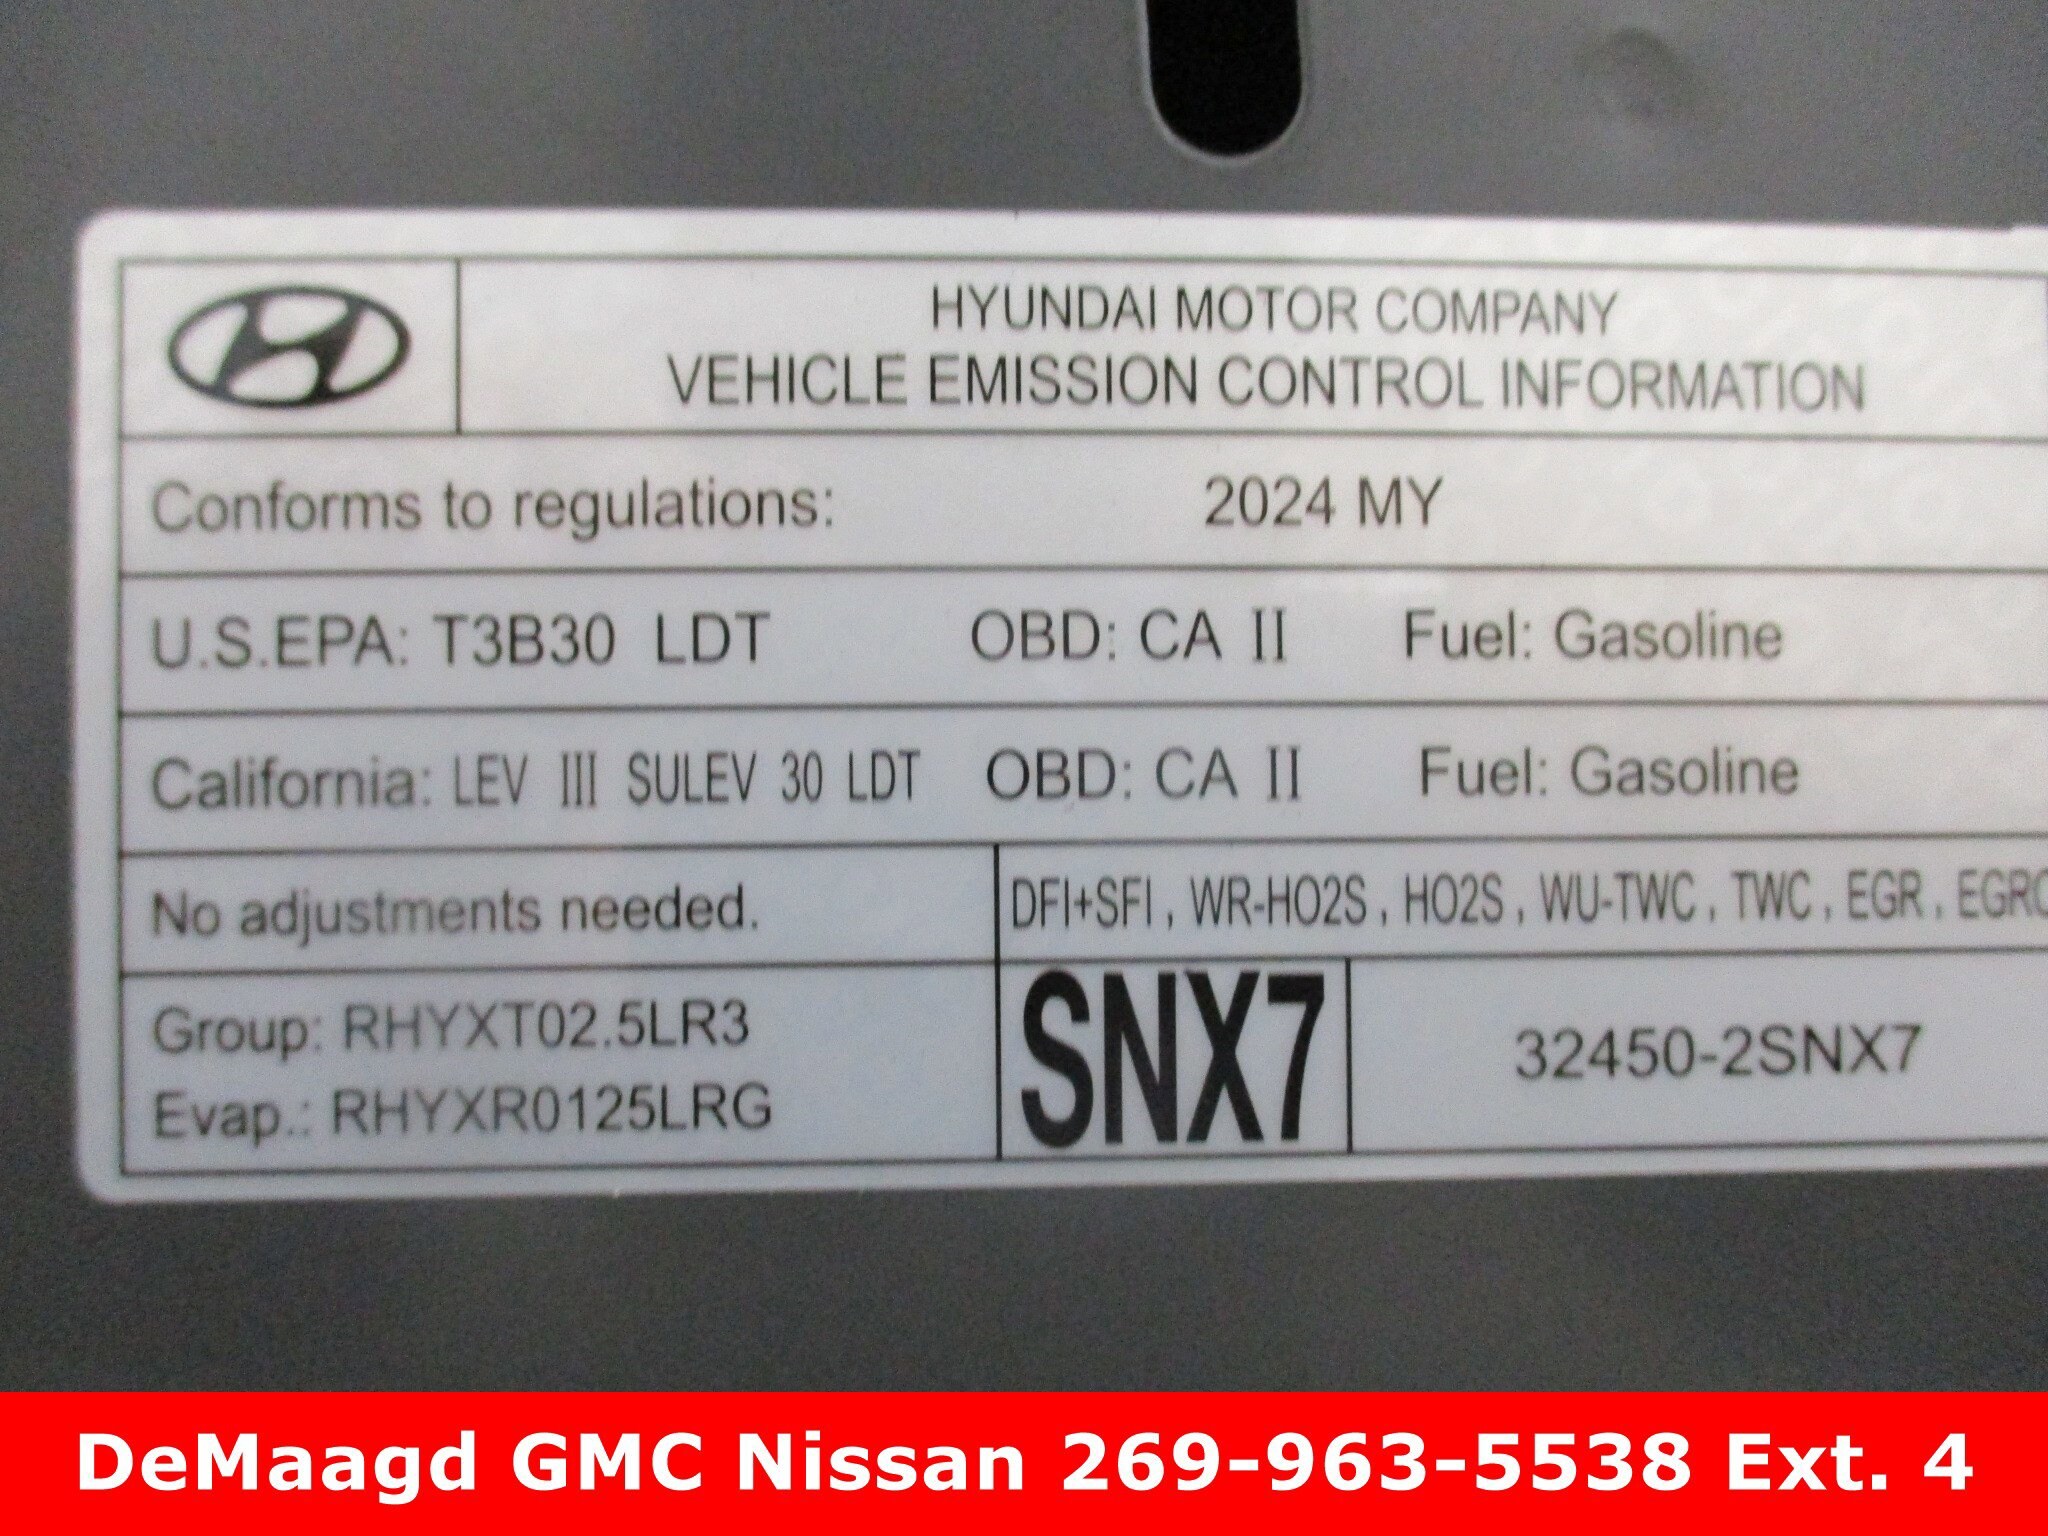 HYUNDAI MOTOR COMPANY
VEHICLE EMISSION CONTROL INFORMATION
Conforms to regulations: 2024 MY
U.S.EPA: T3B30 LDT OBD: CA II Fuel: Gasoline
California: LEV III SULEV 30 LDT OBD: CA II Fuel: Gasoline
No adjustments needed. DFI+SFI, WR-HO2S, HO2S, WU-TWC, TWC, EGR, EGRC
Group: RHYXT02.5LR3
Evap.: RHYXR0125LRG
SNX7 32450-2SNX7
DeMaagd GMC Nissan 269-963-5538 Ext. 4